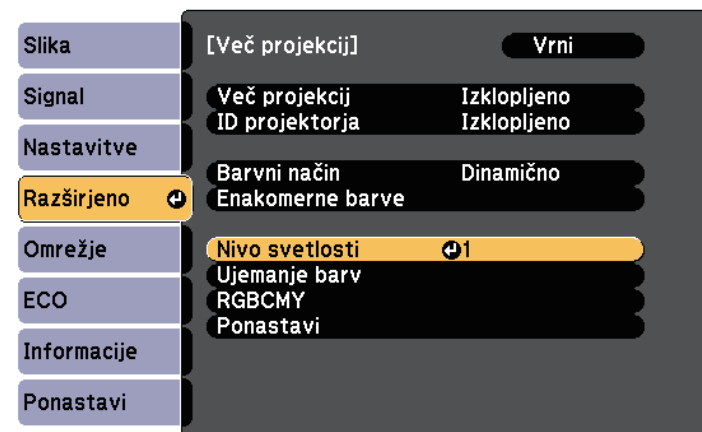 Slika
Signal
Nastavitve
Razširjeno
Omrežje
ECO
Informacije
Ponastavi
[Več projekcij] Vrni
Več projekcij Izklopljeno
ID projektorja Izklopljeno
Barvni način Dinamično
Enakomerne barve
Nivo svetlosti 1
Ujemanje barv
RGBCMY
Ponastavi